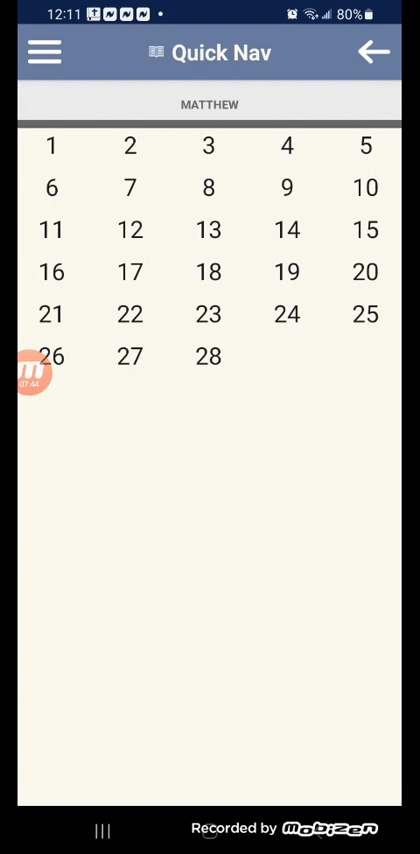 12:11 80%
Quick Nav
MATTHEW
1 2 3 4 5
6 7 8 9 10
11 12 13 14 15
16 17 18 19 20
21 22 23 24 25
26 27 28
07:44
Recorded by mobizen